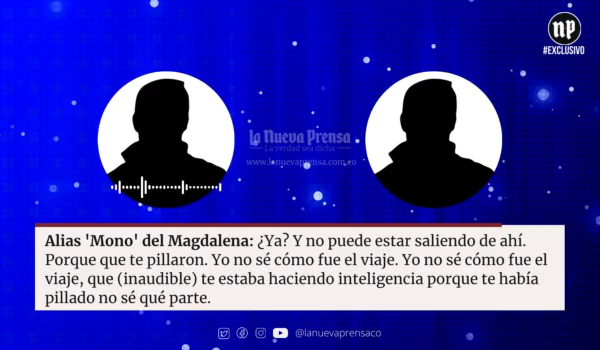 np
#EXCLUSIVO
La Nueva Prensa
La verdad sea dicha
www.lanuevaprensa.com.co
Alias 'Mono' del Magdalena: ¿Ya? Y no puede estar saliendo de ahí.
Porque que te pillaron. Yo no sé cómo fue el viaje. Yo no sé cómo fue el
viaje, que (inaudible) te estaba haciendo inteligencia porque te había
pillado no sé qué parte.
@lanuevaprensaco